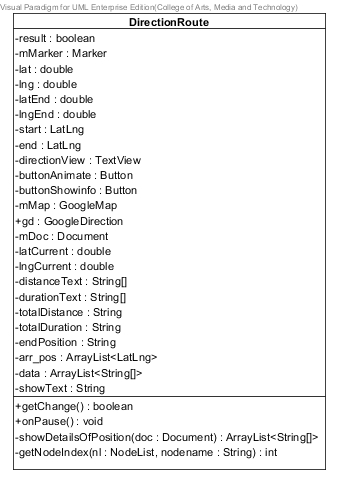 Visual Paradigm for UML Enterprise Edition(College of Arts, Media and Technology)
DirectionRoute
-result : boolean
-mMarker : Marker
-lat : double
-lng : double
-latEnd : double
-lngEnd : double
-start : LatLng
-end : LatLng
-directionView : TextView
-buttonAnimate : Button
-buttonShowinfo : Button
-mMap : GoogleMap
+gd : GoogleDirection
-mDoc : Document
-latCurrent : double
-lngCurrent : double
-distanceText : String[]
-durationText : String[]
-totalDistance : String
-totalDuration : String
-endPosition : String
-arr_pos : ArrayList<LatLng>
-data : ArrayList<String[]>
-showText : String
+getChange() : boolean
+onPause() : void
-showDetailsOfPosition(doc : Document) : ArrayList<String[]>
-getNodeIndex(nl : NodeList, nodename : String) : int